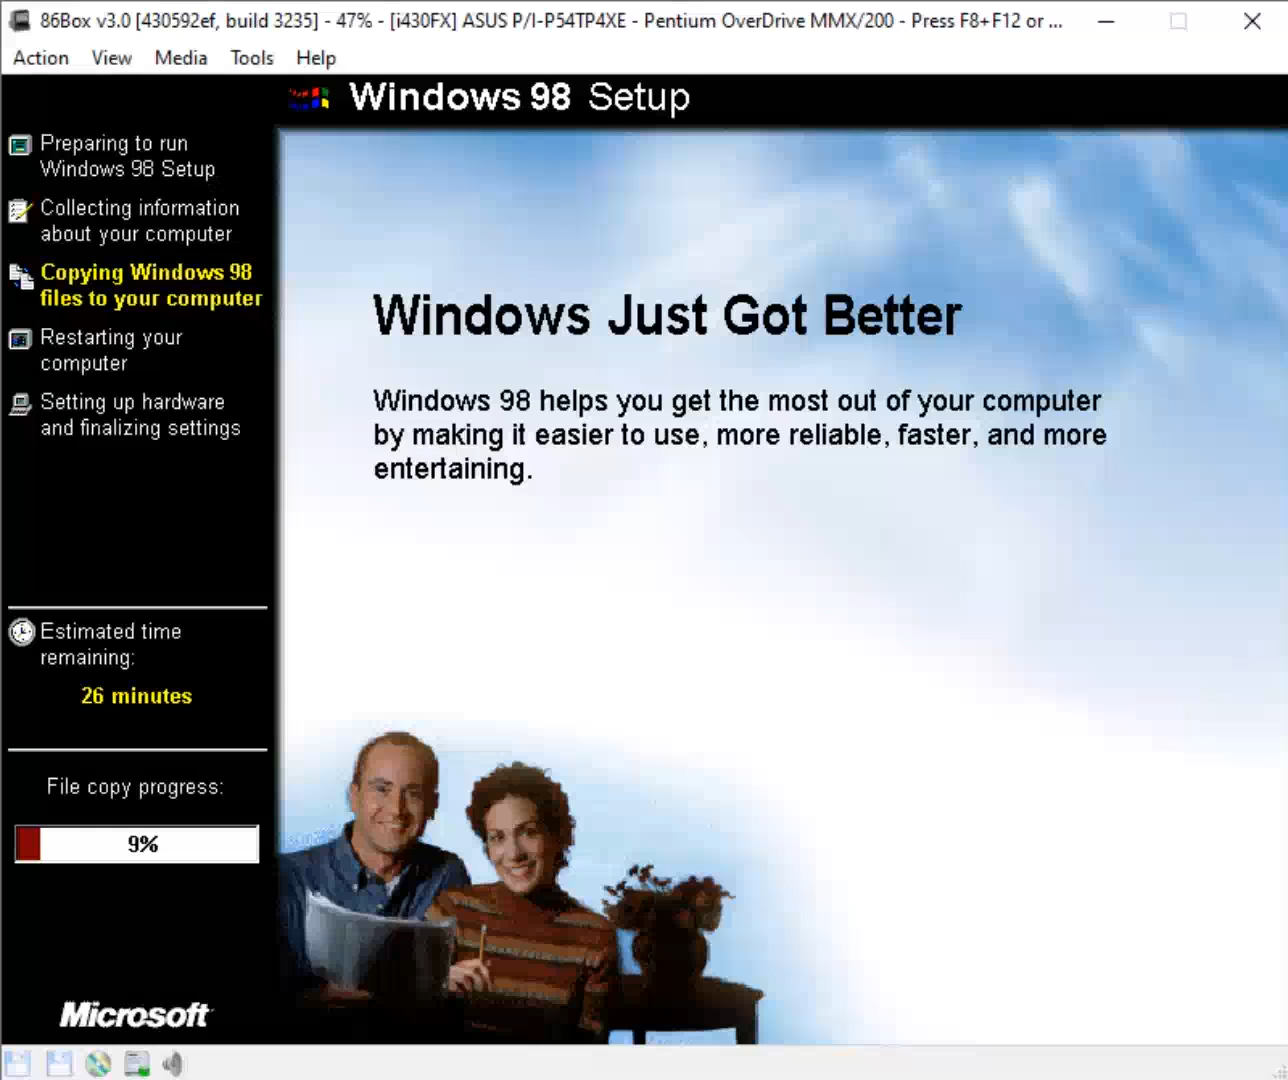 86Box v3.0 [430592ef, build 3235] - 47% - [i430FX] ASUS P/I-P54TP4XE - Pentium OverDrive MMX/200 - Press F8+F12 or ...
Action View Media Tools Help
Windows 98 Setup
Preparing to run
Windows 98 Setup
Collecting information
about your computer
Copying Windows 98
files to your computer
Restarting your
computer
Setting up hardware
and finalizing settings
Windows Just Got Better
Windows 98 helps you get the most out of your computer
by making it easier to use, more reliable, faster, and more
entertaining.
Estimated time
remaining:
26 minutes
File copy progress:
9%
Microsoft